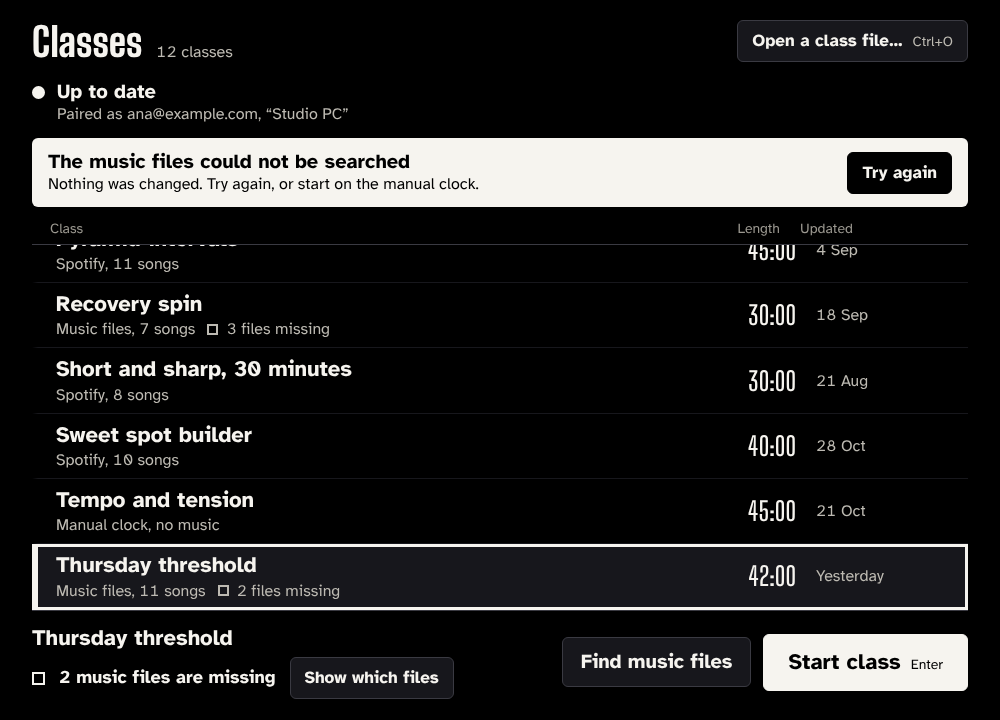 Classes 12 classes
Open a class file... Ctrl+O
Up to date
Paired as ana@example.com, “Studio PC”
The music files could not be searched
Nothing was changed. Try again, or start on the manual clock.
Try again
Class Length Updated
45:00 4 Sep
Spotify, 11 songs
Recovery spin
Music files, 7 songs 3 files missing
30:00 18 Sep
Short and sharp, 30 minutes
Spotify, 8 songs
30:00 21 Aug
Sweet spot builder
Spotify, 10 songs
40:00 28 Oct
Tempo and tension
Manual clock, no music
45:00 21 Oct
Thursday threshold
Music files, 11 songs 2 files missing
42:00 Yesterday
Thursday threshold
2 music files are missing
Show which files
Find music files
Start class Enter